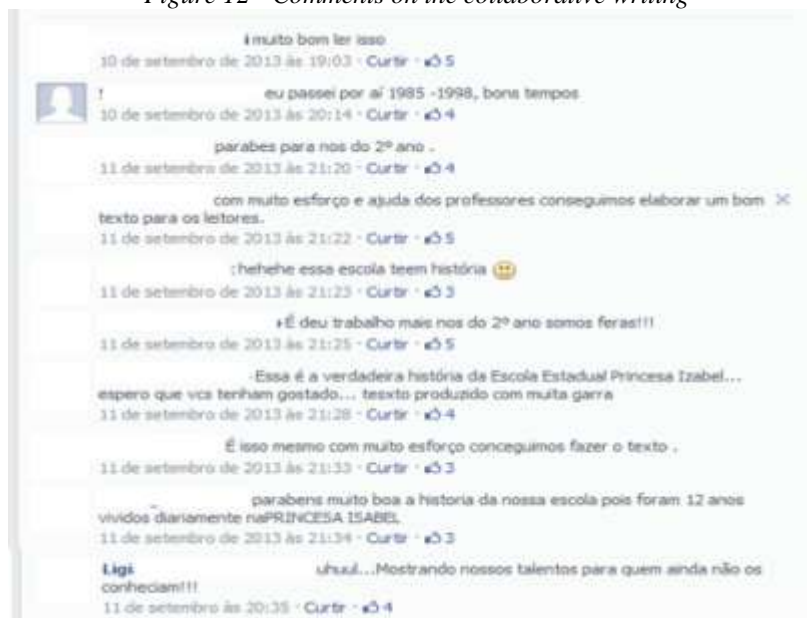 Figure 12 - Comments on the collaborative writing
muito bom ler isso
10 de setembro de 2013 às 19:03 · Curtir · 5
eu passei por aí 1985 -1998, bons tempos
10 de setembro de 2013 às 20:14 · Curtir · 4
parabes para nos do 2º ano .
11 de setembro de 2013 às 21:20 · Curtir · 4
com muito esforço e ajuda dos professores conseguimos elaborar um bom
texto para os leitores.
11 de setembro de 2013 às 21:22 · Curtir · 5
: hehehe essa escola teem história
11 de setembro de 2013 às 21:23 · Curtir · 3
É deu trabalho mais nos do 2º ano somos feras!!!
11 de setembro de 2013 às 21:25 · Curtir · 5
Essa é a verdadeira história da Escola Estadual Princesa Izabel...
espero que vcs tenham gostado... tesxto produzido com muita garra
11 de setembro de 2013 às 21:28 · Curtir · 4
É isso mesmo com muito esforço conceguimos fazer o texto .
11 de setembro de 2013 às 21:33 · Curtir · 3
parabens muito boa a historia da nossa escola pois foram 12 anos
vividos diariamente naPRINCESA ISABEL
11 de setembro de 2013 às 21:34 · Curtir · 3
Ligi uhuul...Mostrando nossos talentos para quem ainda não os
conheciam!!!
11 de setembro às 20:35 · Curtir · 4